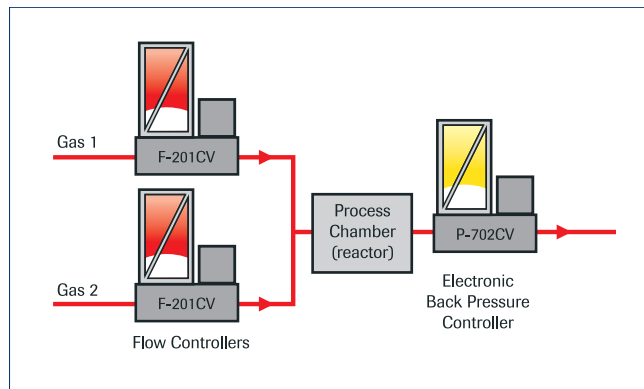 Gas 1
F-201CV
Gas 2
F-201CV
Flow Controllers
Process
Chamber
(reactor)
P-702CV
Electronic
Back Pressure
Controller